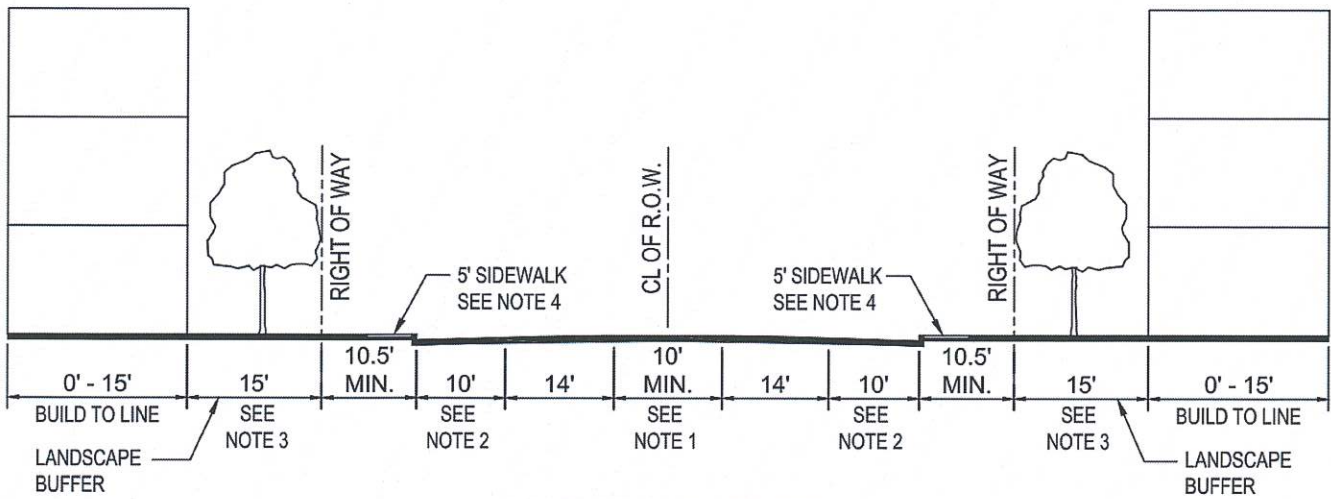 RIGHT OF WAY
CL OF R.O.W.
RIGHT OF WAY
5' SIDEWALK
SEE NOTE 4
5' SIDEWALK
SEE NOTE 4
0' - 15'
BUILD TO LINE
15'
SEE
NOTE 3
10.5'
MIN.
10'
SEE
NOTE 2
14'
10'
MIN.
SEE
NOTE 1
14'
10'
SEE
NOTE 2
10.5'
MIN.
15'
SEE
NOTE 3
0' - 15'
BUILD TO LINE
LANDSCAPE
BUFFER
LANDSCAPE
BUFFER